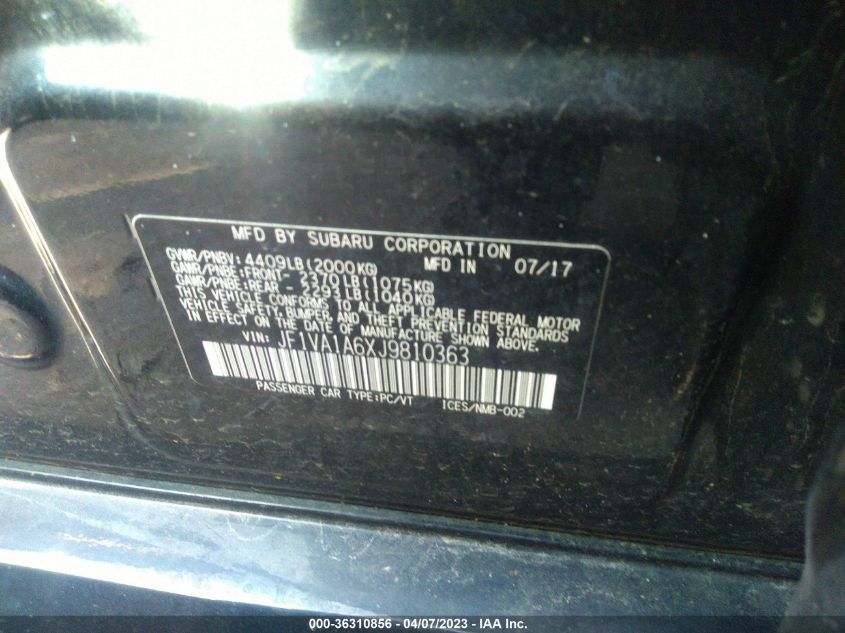 MFD BY SUBARU CORPORATION
GVWR/PNBV: 4409LB(2000KG) MFD IN 07/17
GAWR/PNBE:FRONT- 2370LB(1075KG)
GAWR/PNBE:REAR - 2293LB(1040KG)
THIS VEHICLE CONFORMS TO ALL APPLICABLE FEDERAL MOTOR
VEHICLE SAFETY, BUMPER, AND THEFT PREVENTION STANDARDS
IN EFFECT ON THE DATE OF MANUFACTURE SHOWN ABOVE.
VIN: JF1VA1A6XJ9810363
PASSENGER CAR TYPE:PC/VT ICES/NMB-002
000-36310856 - 04/07/2023 - IAA Inc.